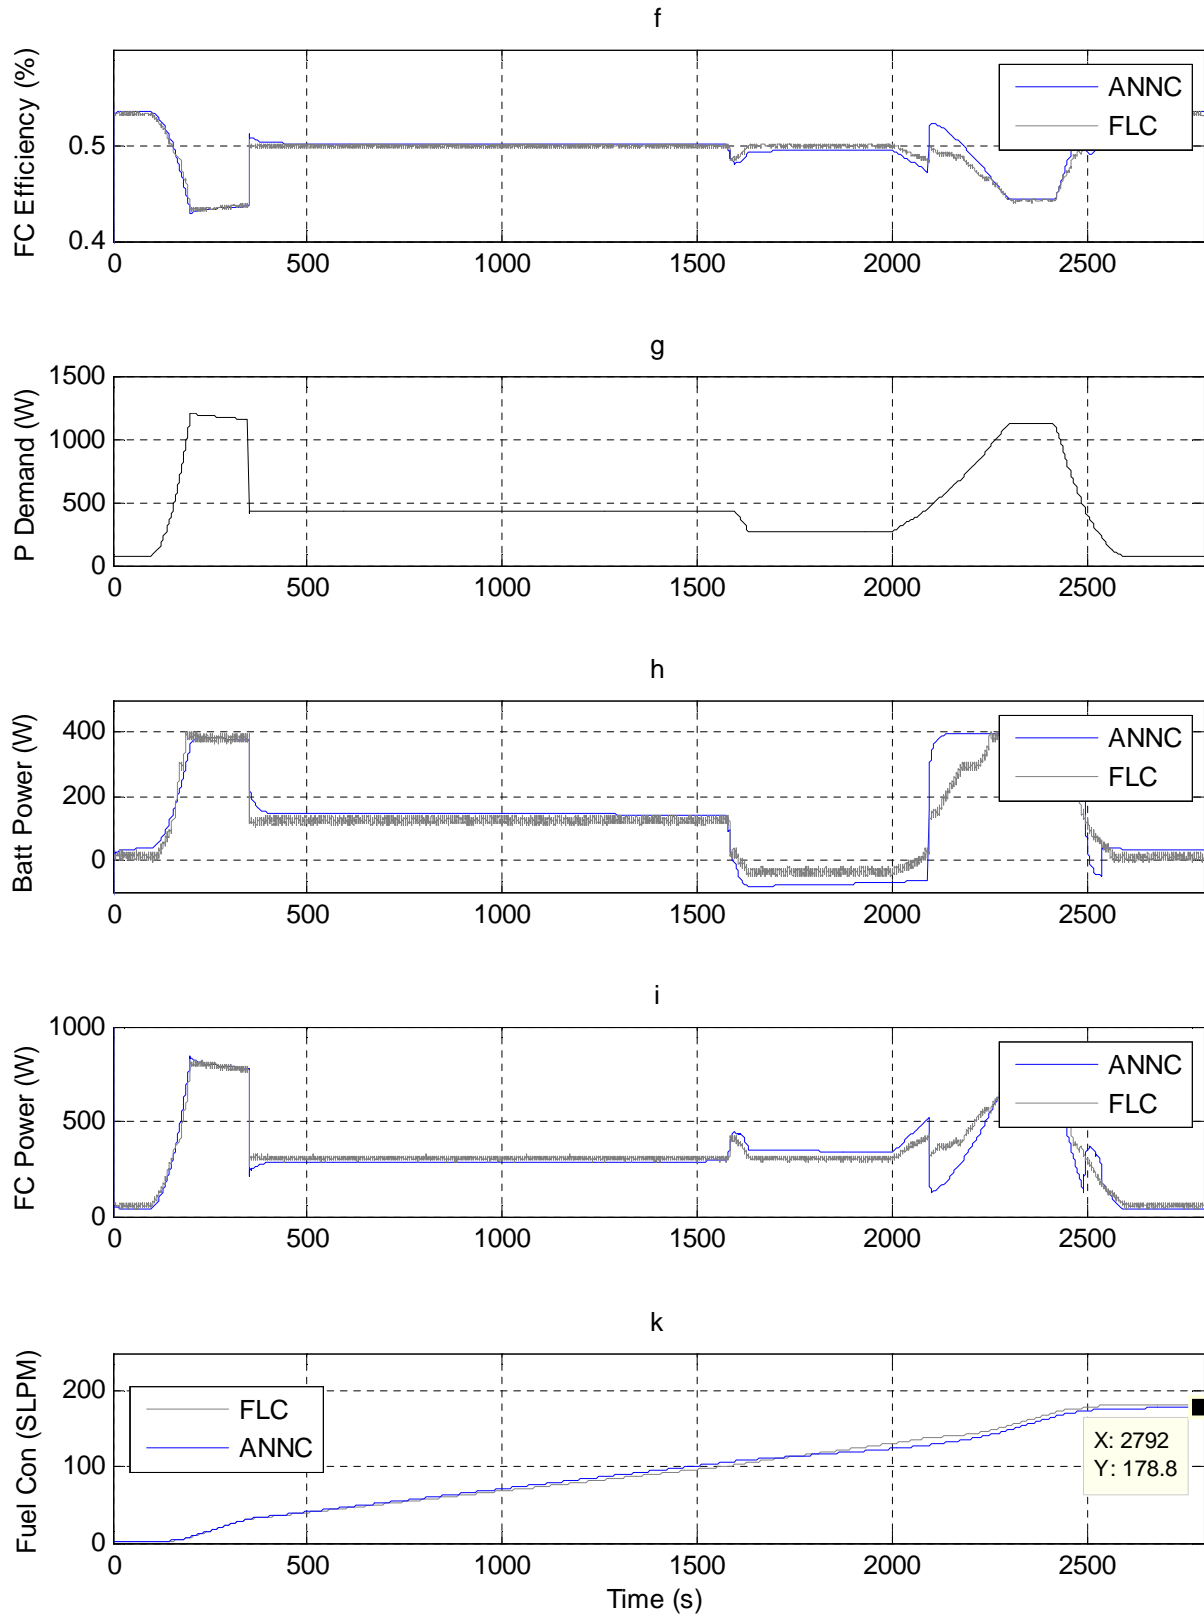 f
FC Efficiency (%)
0.5
0.4
ANNC
FLC
0 500 1000 1500 2000 2500
g
P Demand (W)
1500
1000
500
0
0 500 1000 1500 2000 2500
h
Batt Power (W)
400
200
0
ANNC
FLC
0 500 1000 1500 2000 2500
i
FC Power (W)
1000
500
0
ANNC
FLC
0 500 1000 1500 2000 2500
k
Fuel Con (SLPM)
200
100
0
FLC
ANNC
X: 2792
Y: 178.8
0 500 1000 1500 2000 2500
Time (s)